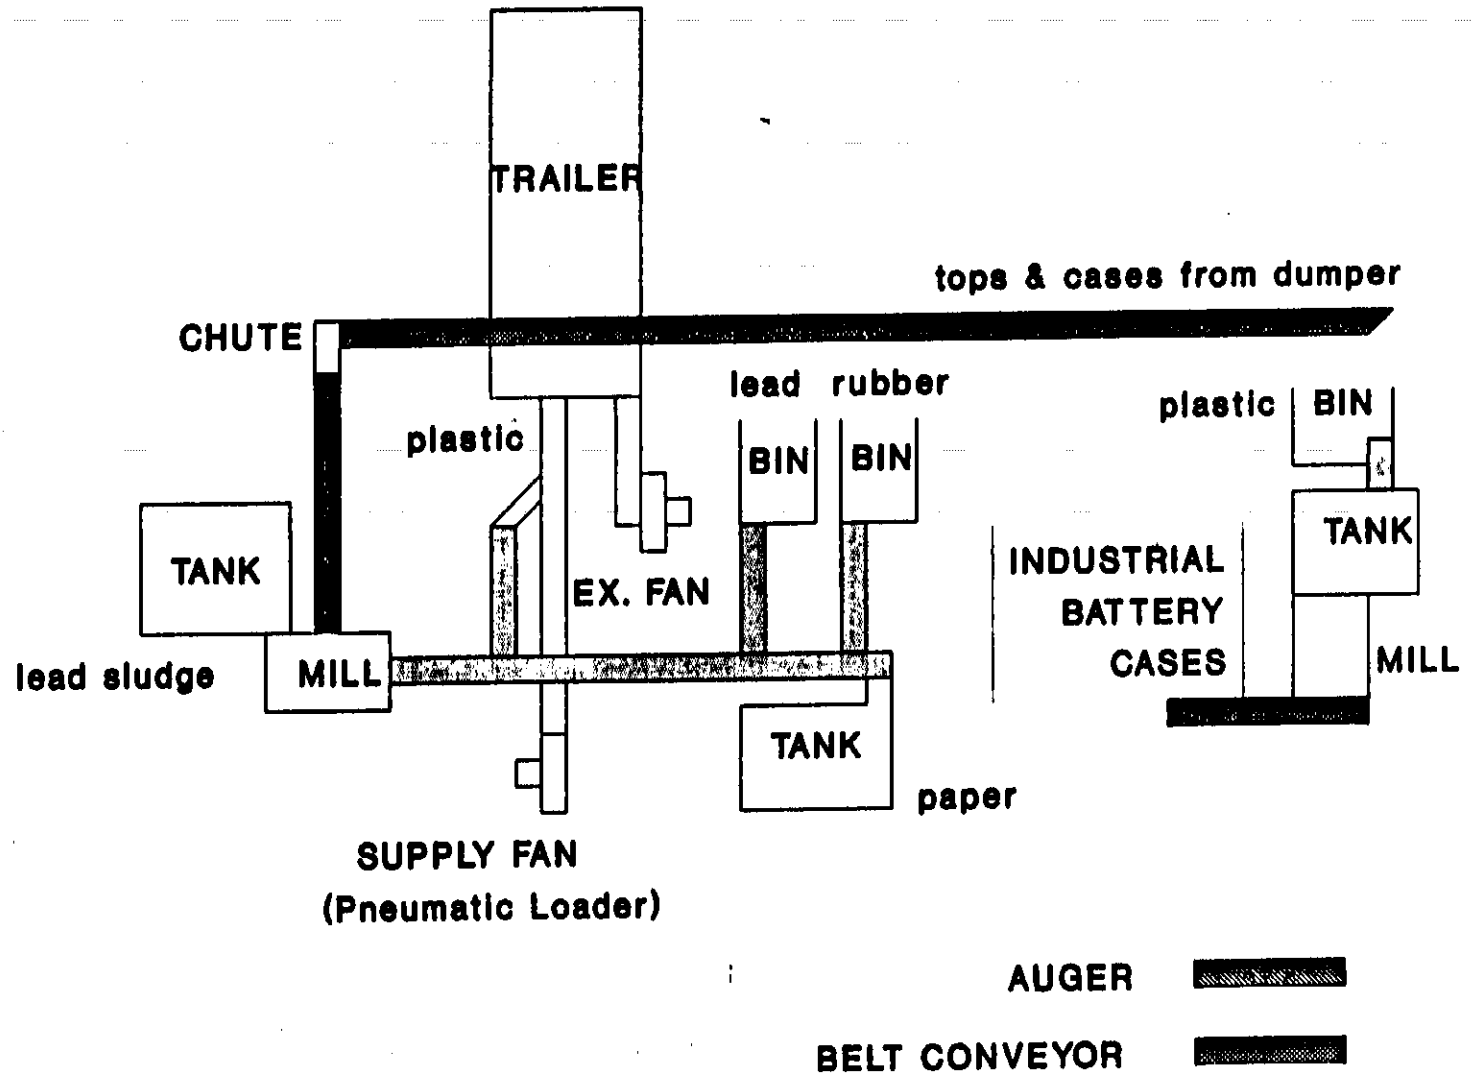 TRAILER
tops & cases from dumper
CHUTE
lead rubber
plastic BIN
plastic
BIN BIN
TANK
TANK
INDUSTRIAL
BATTERY
CASES
EX. FAN
lead sludge
MILL
MILL
TANK
paper
SUPPLY FAN
(Pneumatic Loader)
AUGER
BELT CONVEYOR